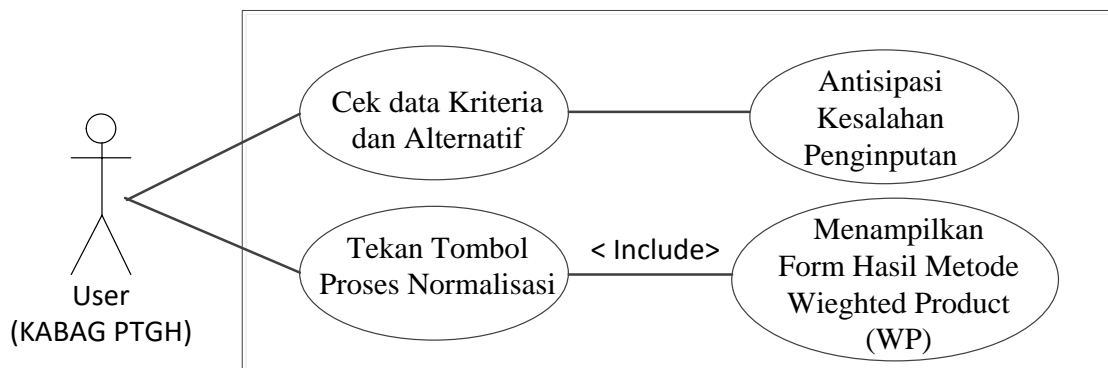 Cek data Kriteria
dan Alternatif
Antisipasi
Kesalahan
Penginputan
Tekan Tombol
Proses Normalisasi
< Include>
Menampilkan
Form Hasil Metode
Wieghted Product
(WP)
User
(KABAG PTGH)